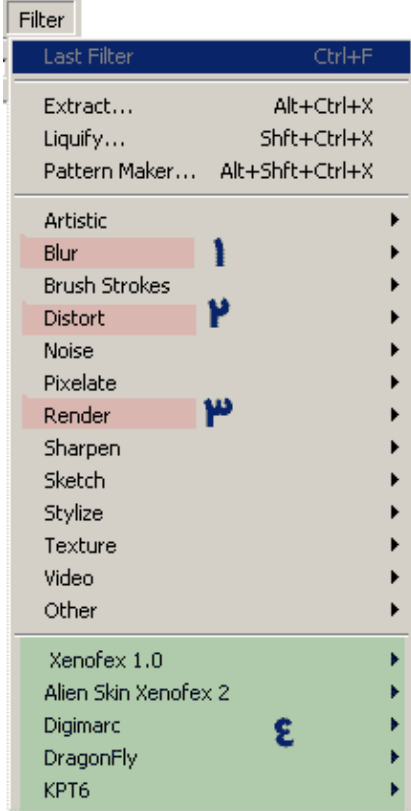 Filter
Last Filter Ctrl+F
Extract... Alt+Ctrl+X
Liquify... Shft+Ctrl+X
Pattern Maker... Alt+Shft+Ctrl+X
Artistic
Blur ١
Brush Strokes
Distort ٢
Noise
Pixelate
Render ٣
Sharpen
Sketch
Stylize
Texture
Video
Other
Xenofex 1.0
Alien Skin Xenofex 2
Digimarc ٤
DragonFly
KPT6